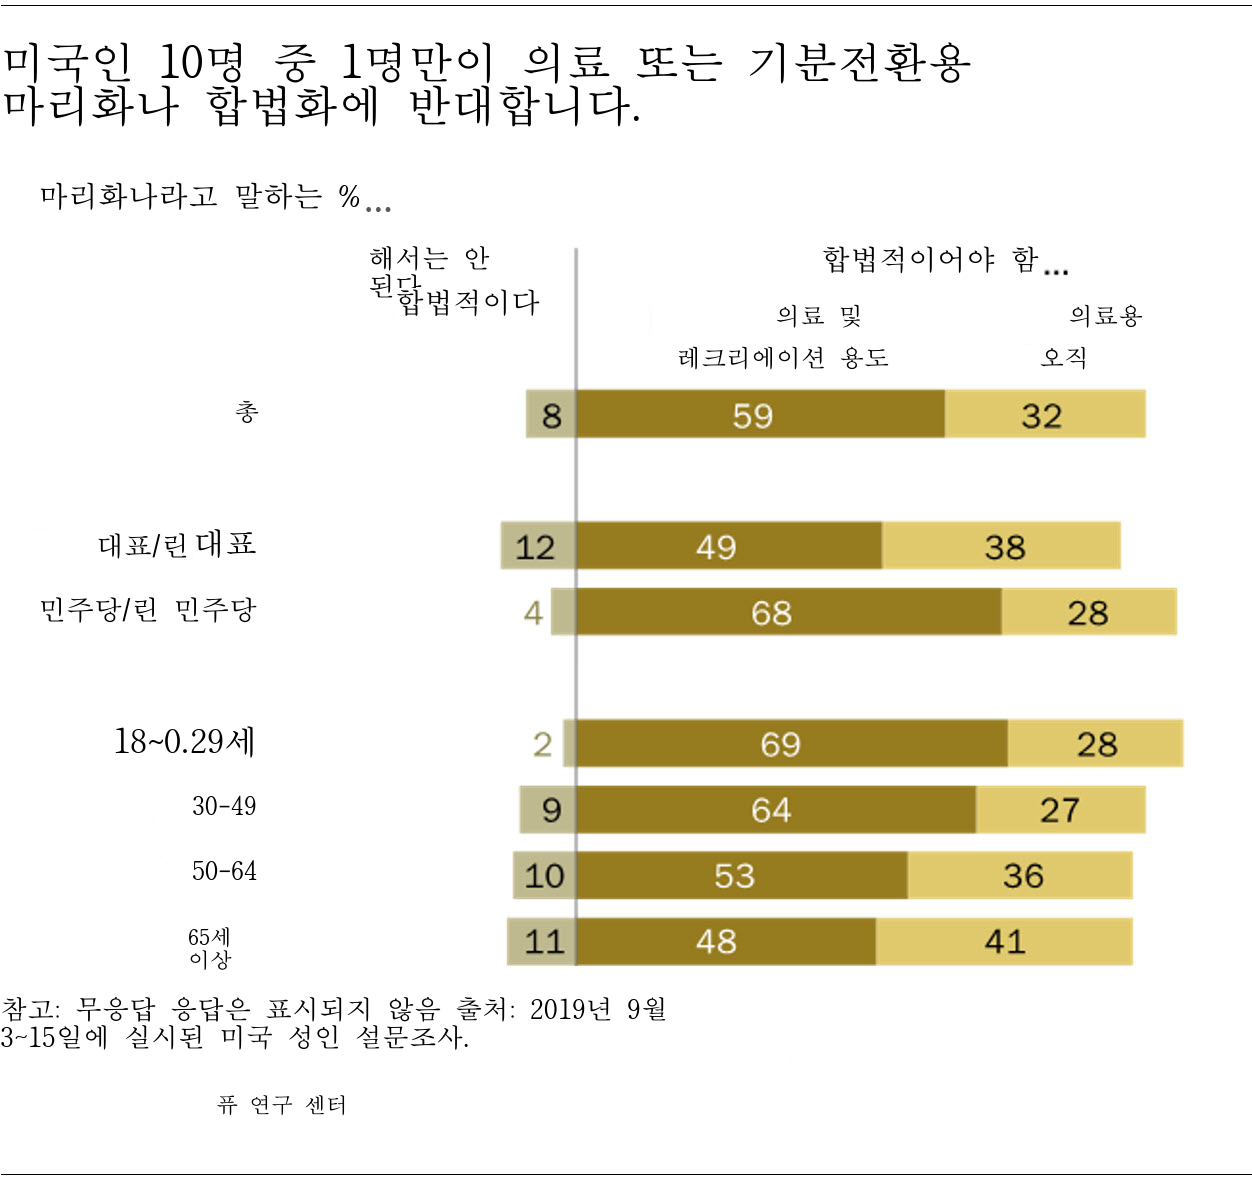 미국인 10명 중 1명만이 의료 또는 기분전환용
마리화나 합법화에 반대합니다.
마리화나라고 말하는 %...
해서는 안
된다
합법적이다
합법적이어야 함...
의료 및
레크리에이션 용도
의료용
오직
총 8 59 32
대표/린 대표 12 49 38
민주당/린 민주당 4 68 28
18~0.29세 2 69 28
30-49 9 64 27
50-64 10 53 36
65세
이상
11 48 41
참고: 무응답 응답은 표시되지 않음 출처: 2019년 9월
3~15일에 실시된 미국 성인 설문조사.
퓨 연구 센터